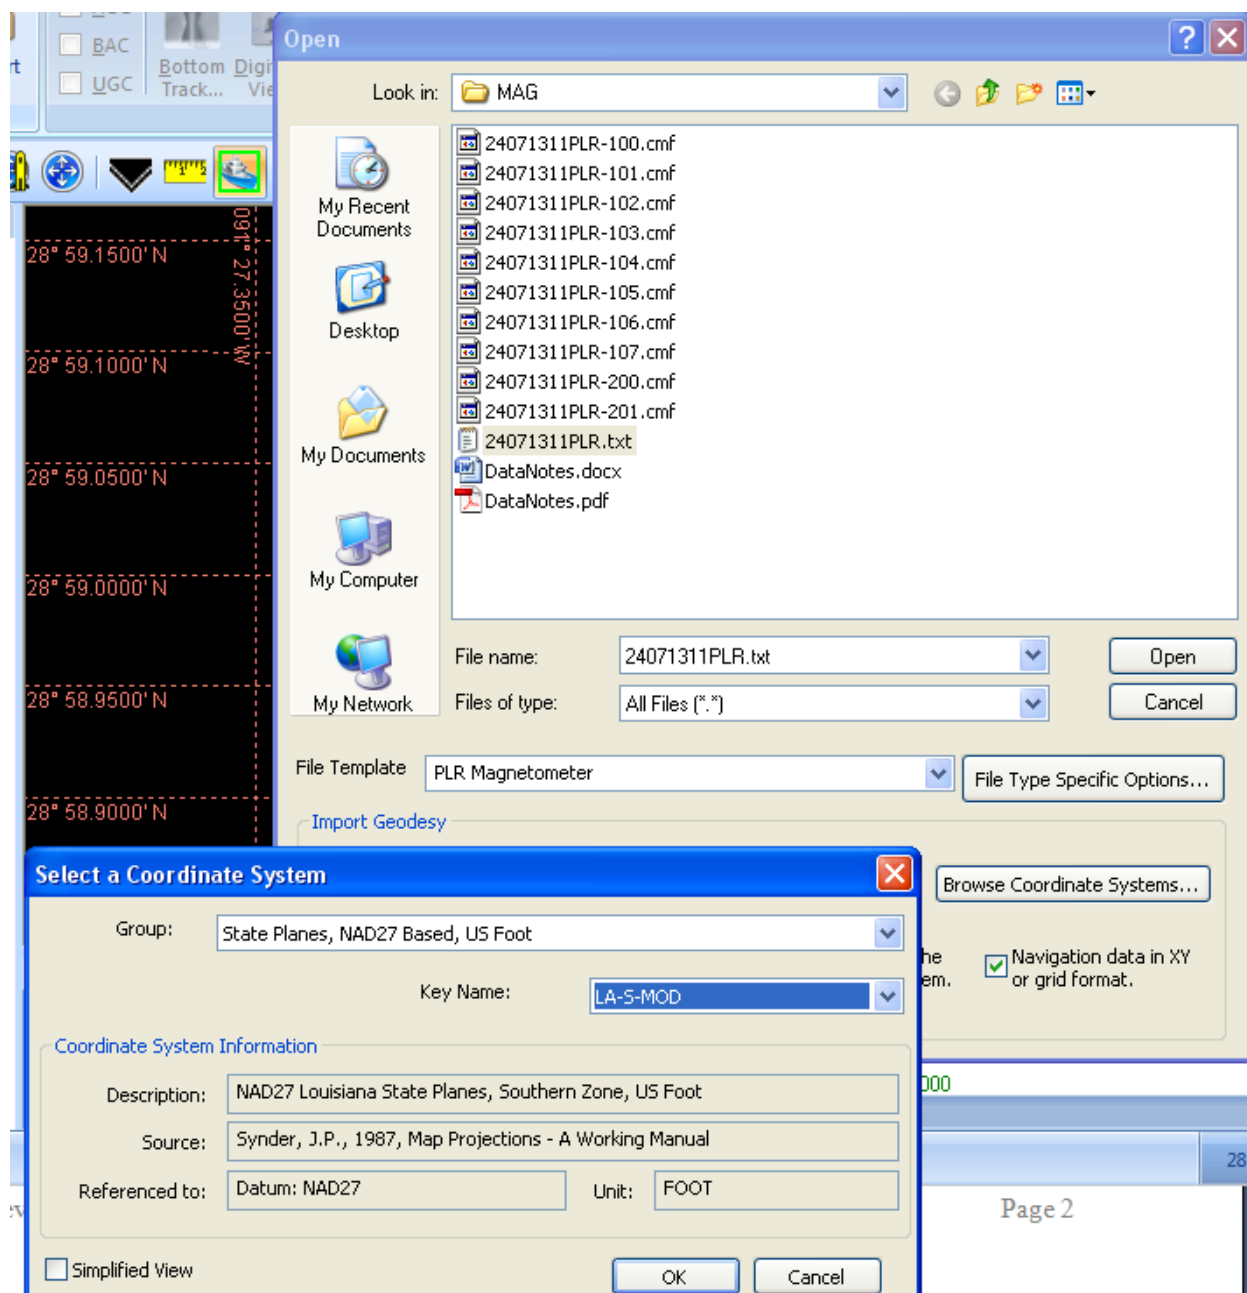 BAC
UGC
Bottom
Track...
Open
Look in:
MAG
My Recent
Documents
Desktop
My Documents
My Computer
My Network
24071311PLR-100.cmf
24071311PLR-101.cmf
24071311PLR-102.cmf
24071311PLR-103.cmf
24071311PLR-104.cmf
24071311PLR-105.cmf
24071311PLR-106.cmf
24071311PLR-107.cmf
24071311PLR-200.cmf
24071311PLR-201.cmf
24071311PLR.txt
DataNotes.docx
DataNotes.pdf
File name:
24071311PLR.txt
Open
Files of type:
All Files (*.*)
Cancel
File Template
PLR Magnetometer
File Type Specific Options...
Import Geodesy
Browse Coordinate Systems...
Navigation data in XY
or grid format.
091° 27.3500' W
28° 59.1500' N
28° 59.1000' N
28° 59.0500' N
28° 59.0000' N
28° 58.9500' N
28° 58.9000' N
Select a Coordinate System
Group:
State Planes, NAD27 Based, US Foot
Key Name:
LA-S-MOD
Coordinate System Information
Description:
NAD27 Louisiana State Planes, Southern Zone, US Foot
Source:
Synder, J.P., 1987, Map Projections - A Working Manual
Referenced to:
Datum: NAD27
Unit:
FOOT
Simplified View
OK
Cancel
000
28
Page 2